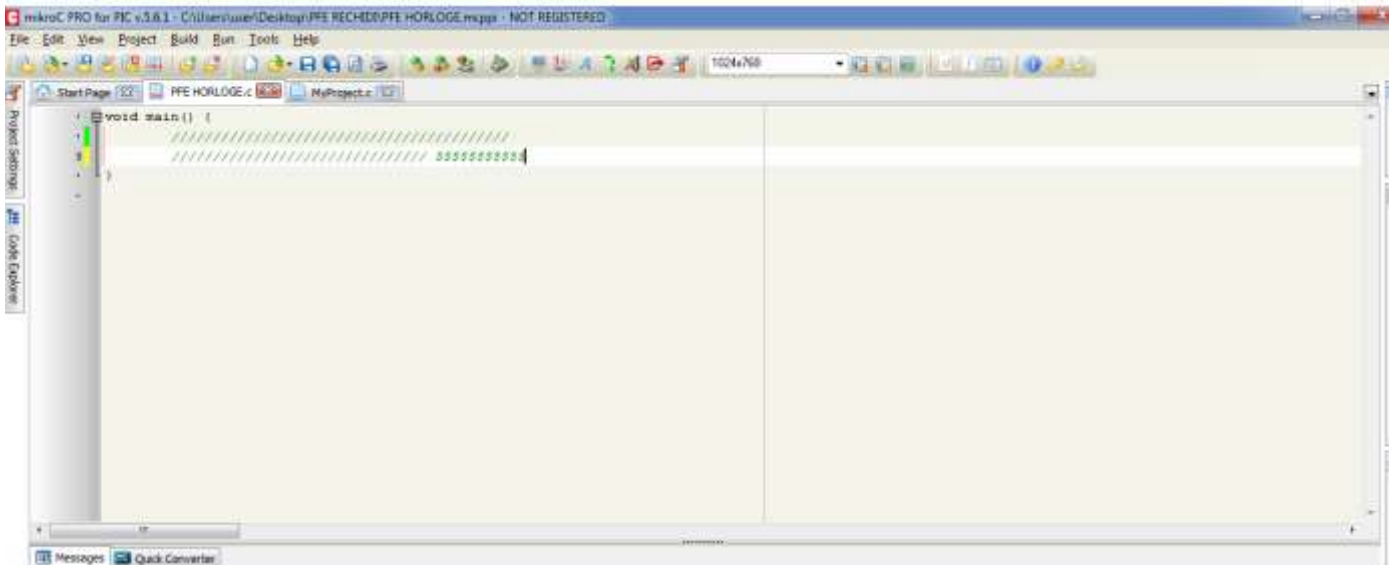 mikroC PRO for PIC v.5.6.1 - C:\Users\user\Desktop\PFE RECHIDI\PFE HORLOGE.mcppi - NOT REGISTERED
File Edit View Project Build Run Tools Help
1024x768
Start Page PFE HORLOGE.c MyProject.c
void main() {
////////////////////////////////////////
/////////////////////////////// $$$$$$$$$$$
}
Project Settings
Code Explorer
Messages Quick Converter